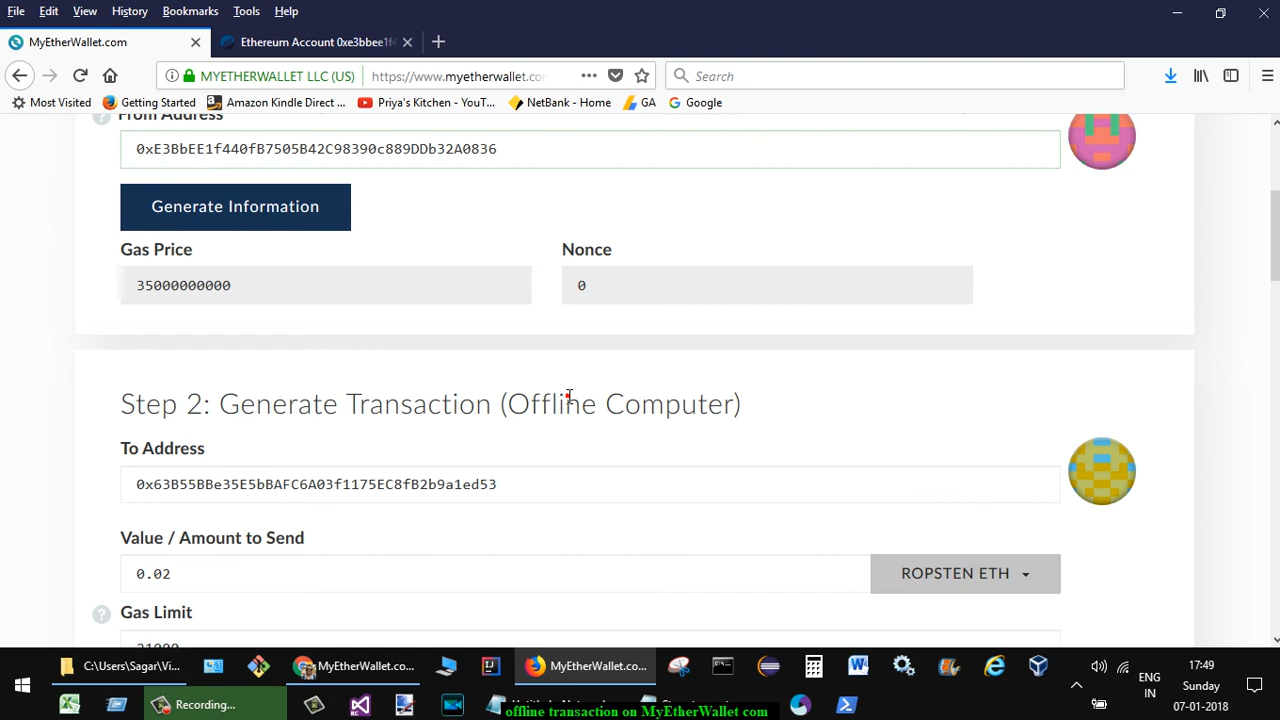 File Edit View History Bookmarks Tools Help
MyEtherWallet.com Ethereum Account 0xe3bbee1f4
MYETHERWALLET LLC (US) https://www.myetherwallet.co Search
Most Visited Getting Started Amazon Kindle Direct ... Priya's Kitchen - YouT... NetBank - Home GA Google
From Address
0xE3BbEE1f440fB7505B42C98390c889DDb32A0836
Generate Information
Gas Price Nonce
35000000000 0
Step 2: Generate Transaction (Offline Computer)
To Address
0x63B55BBe35E5bBAFC6A03f1175EC8fB2b9a1ed53
Value / Amount to Send
0.02 ROPSTEN ETH
Gas Limit
21000
C:\Users\Sagar\Vi... MyEtherWallet.co... MyEtherWallet.co... 17:49
ENG Sunday
Recording... IN 07-01-2018
offline transaction on MyEtherWallet com